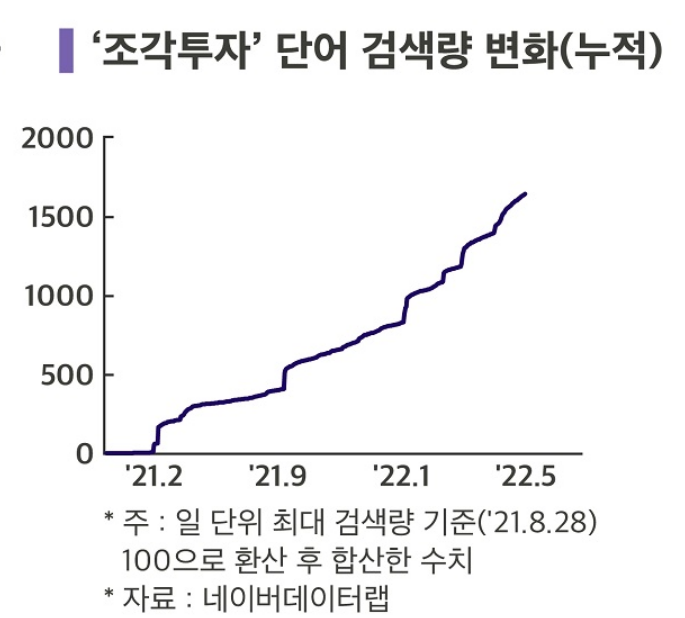 ‘조각투자’ 단어 검색량 변화(누적)
2000
1500
1000
500
0
'21.2 '21.9 '22.1 '22.5
* 주 : 일 단위 최대 검색량 기준('21.8.28)
100으로 환산 후 합산한 수치
* 자료 : 네이버데이터랩